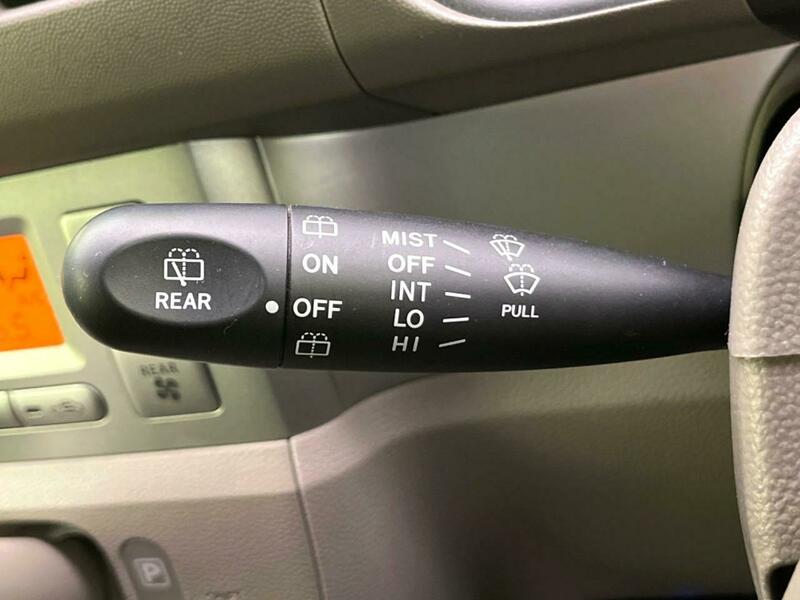 REAR
ON
OFF
MIST
OFF
INT
LO
HI
PULL
REAR
P